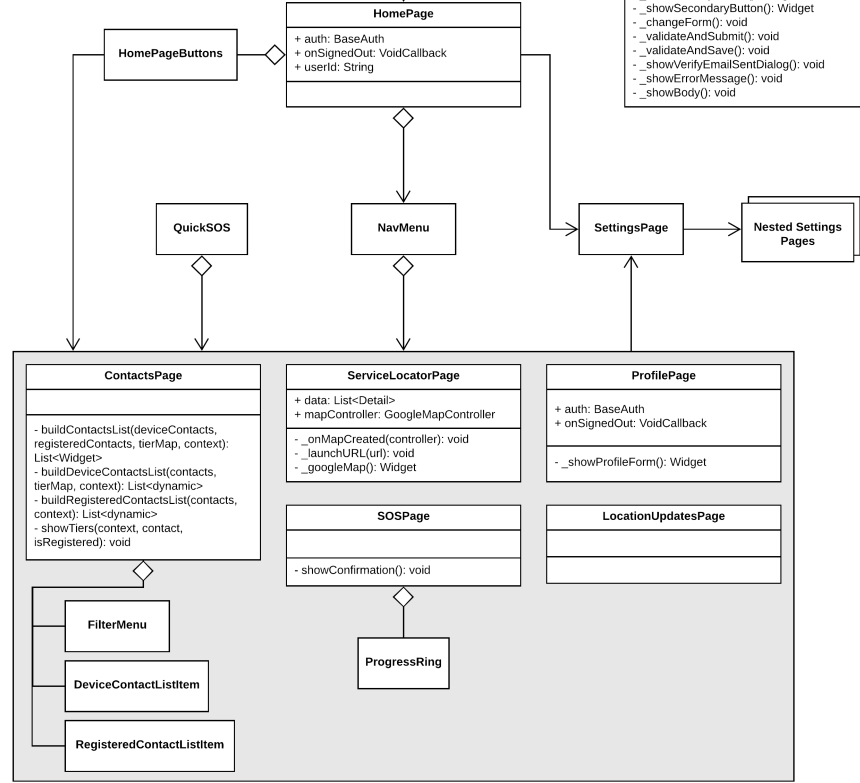 HomePage
+ auth: BaseAuth
+ onSignedOut: VoidCallback
+ userId: String
HomePageButtons
- _showSecondaryButton(): Widget
- _changeForm(): void
- _validateAndSubmit(): void
- _validateAndSave(): void
- _showVerifyEmailSentDialog(): void
- _showErrorMessage(): void
- _showBody(): void
QuickSOS
NavMenu
SettingsPage
Nested Settings
Pages
ContactsPage
- buildContactsList(deviceContacts,
registeredContacts, tierMap, context):
List<Widget>
- buildDeviceContactsList(contacts,
tierMap, context): List<dynamic>
- buildRegisteredContactsList(contacts,
context): List<dynamic>
- showTiers(context, contact,
isRegistered): void
ServiceLocatorPage
+ data: List<Detail>
+ mapController: GoogleMapController
- _onMapCreated(controller): void
- _launchURL(url): void
- _googleMap(): Widget
ProfilePage
+ auth: BaseAuth
+ onSignedOut: VoidCallback
- _showProfileForm(): Widget
SOSPage
- showConfirmation(): void
LocationUpdatesPage
FilterMenu
DeviceContactListItem
RegisteredContactListItem
ProgressRing